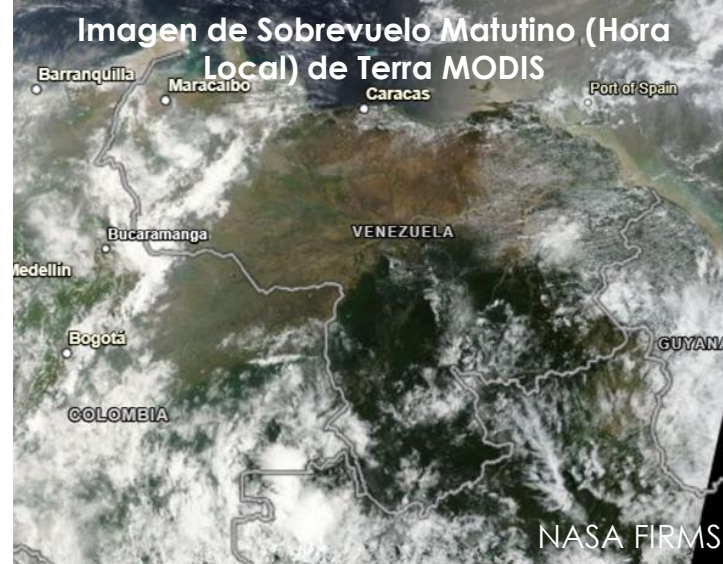 Imagen de Sobrevuelo Matutino (Hora
Local) de Terra MODIS
Barranquilla
Maracaibo
Caracas
Port of Spain
Bucaramanga
VENEZUELA
Medellín
Bogotá
GUYANA
COLOMBIA
NASA FIRMS